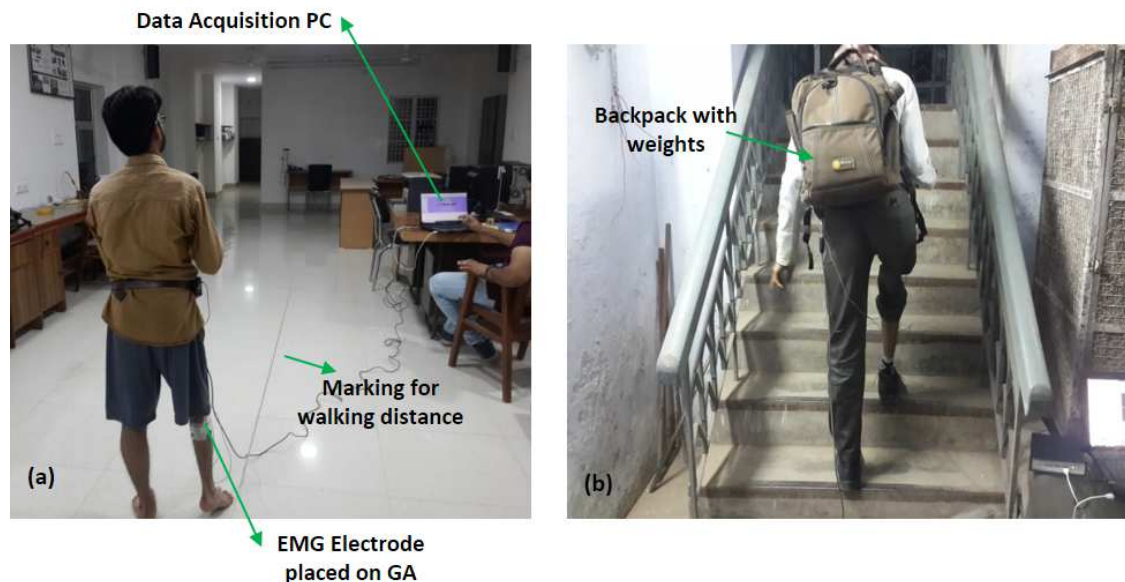 Data Acquisition PC
Backpack with
weights
Marking for
walking distance
(a)
(b)
EMG Electrode
placed on GA